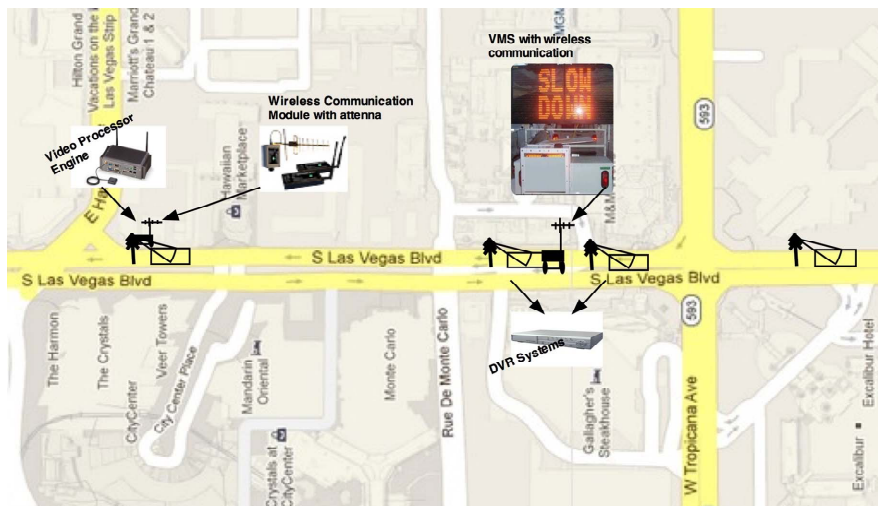 Hilton Grand
Vacations on the
Las Vegas Strip
Marriott's Grand
Chateau 1 & 2
MGM
VMS with wireless
communication
SLOW
DOWN
Wireless Communication
Module with attenna
Video Processor
Engine
Hawaiian
Marketplace
593
E Ha
M&M
S Las Vegas Blvd
S Las Vegas Blvd
S Las Vegas Blvd
593
DVR Systems
The Harmon
The Crystals
CityCenter
Veer Towers
City Center Place
Mandarin
Oriental
Crystals at
CityCenter
Monte Carlo
Rue De Monte Carlo
Gallagher's
Steakhouse
W Tropicana Ave
Excalibur
Excalibur Hotel